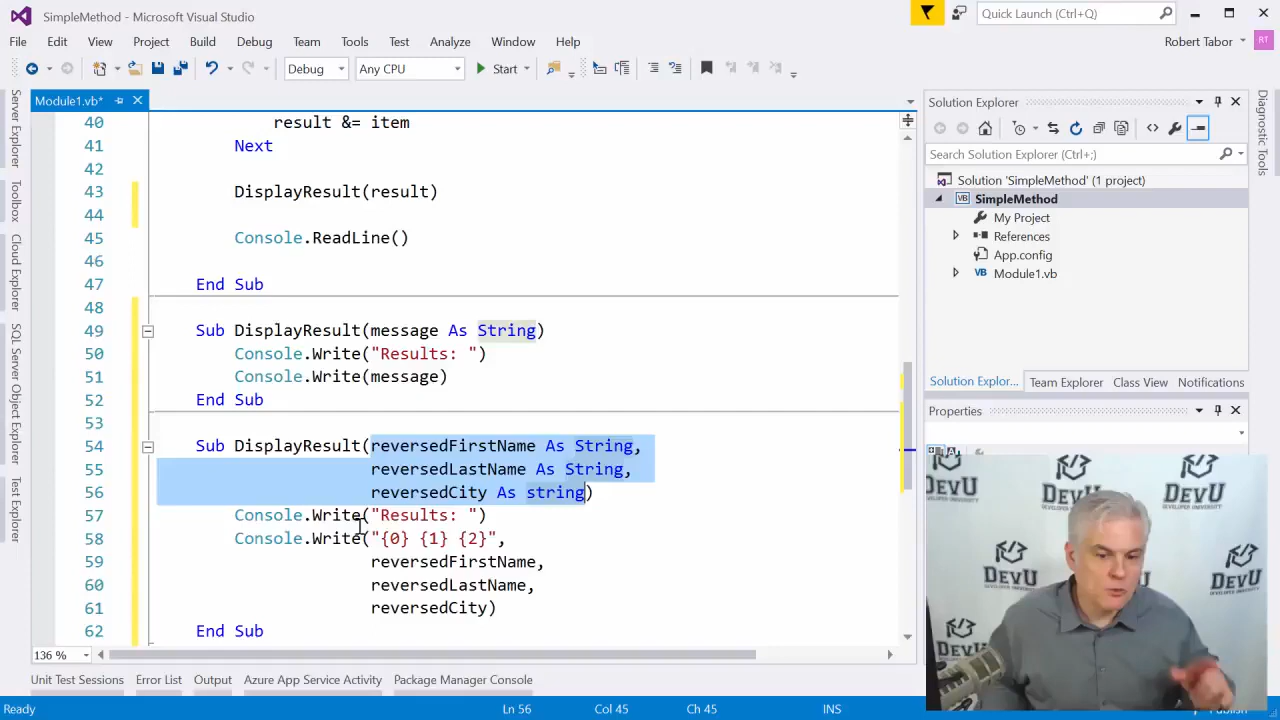 SimpleMethod - Microsoft Visual Studio
Quick Launch (Ctrl+Q)
File Edit View Project Build Debug Team Tools Test Analyze Window Help
Robert Tabor RT
Debug Any CPU Start
Module1.vb*
Server Explorer
Toolbox
Cloud Explorer
SQL Server Object Explorer
Test Explorer
40 result &= item
41 Next
42
43 DisplayResult(result)
44
45 Console.ReadLine()
46
47 End Sub
48
49 Sub DisplayResult(message As String)
50 Console.Write("Results: ")
51 Console.Write(message)
52 End Sub
53
54 Sub DisplayResult(reversedFirstName As String,
55 reversedLastName As String,
56 reversedCity As string)
57 Console.Write("Results: ")
58 Console.Write("{0} {1} {2}",
59 reversedFirstName,
60 reversedLastName,
61 reversedCity)
62 End Sub
136 %
Solution Explorer
Search Solution Explorer (Ctrl+;)
Solution 'SimpleMethod' (1 project)
VB SimpleMethod
My Project
References
App.config
VB Module1.vb
Solution Explor... Team Explorer Class View Notifications
Properties
Diagnostic Tools
DEVU
DEVU
DEVU
Unit Test Sessions Error List Output Azure App Service Activity Package Manager Console
Ready Ln 56 Col 45 Ch 45 INS Publish